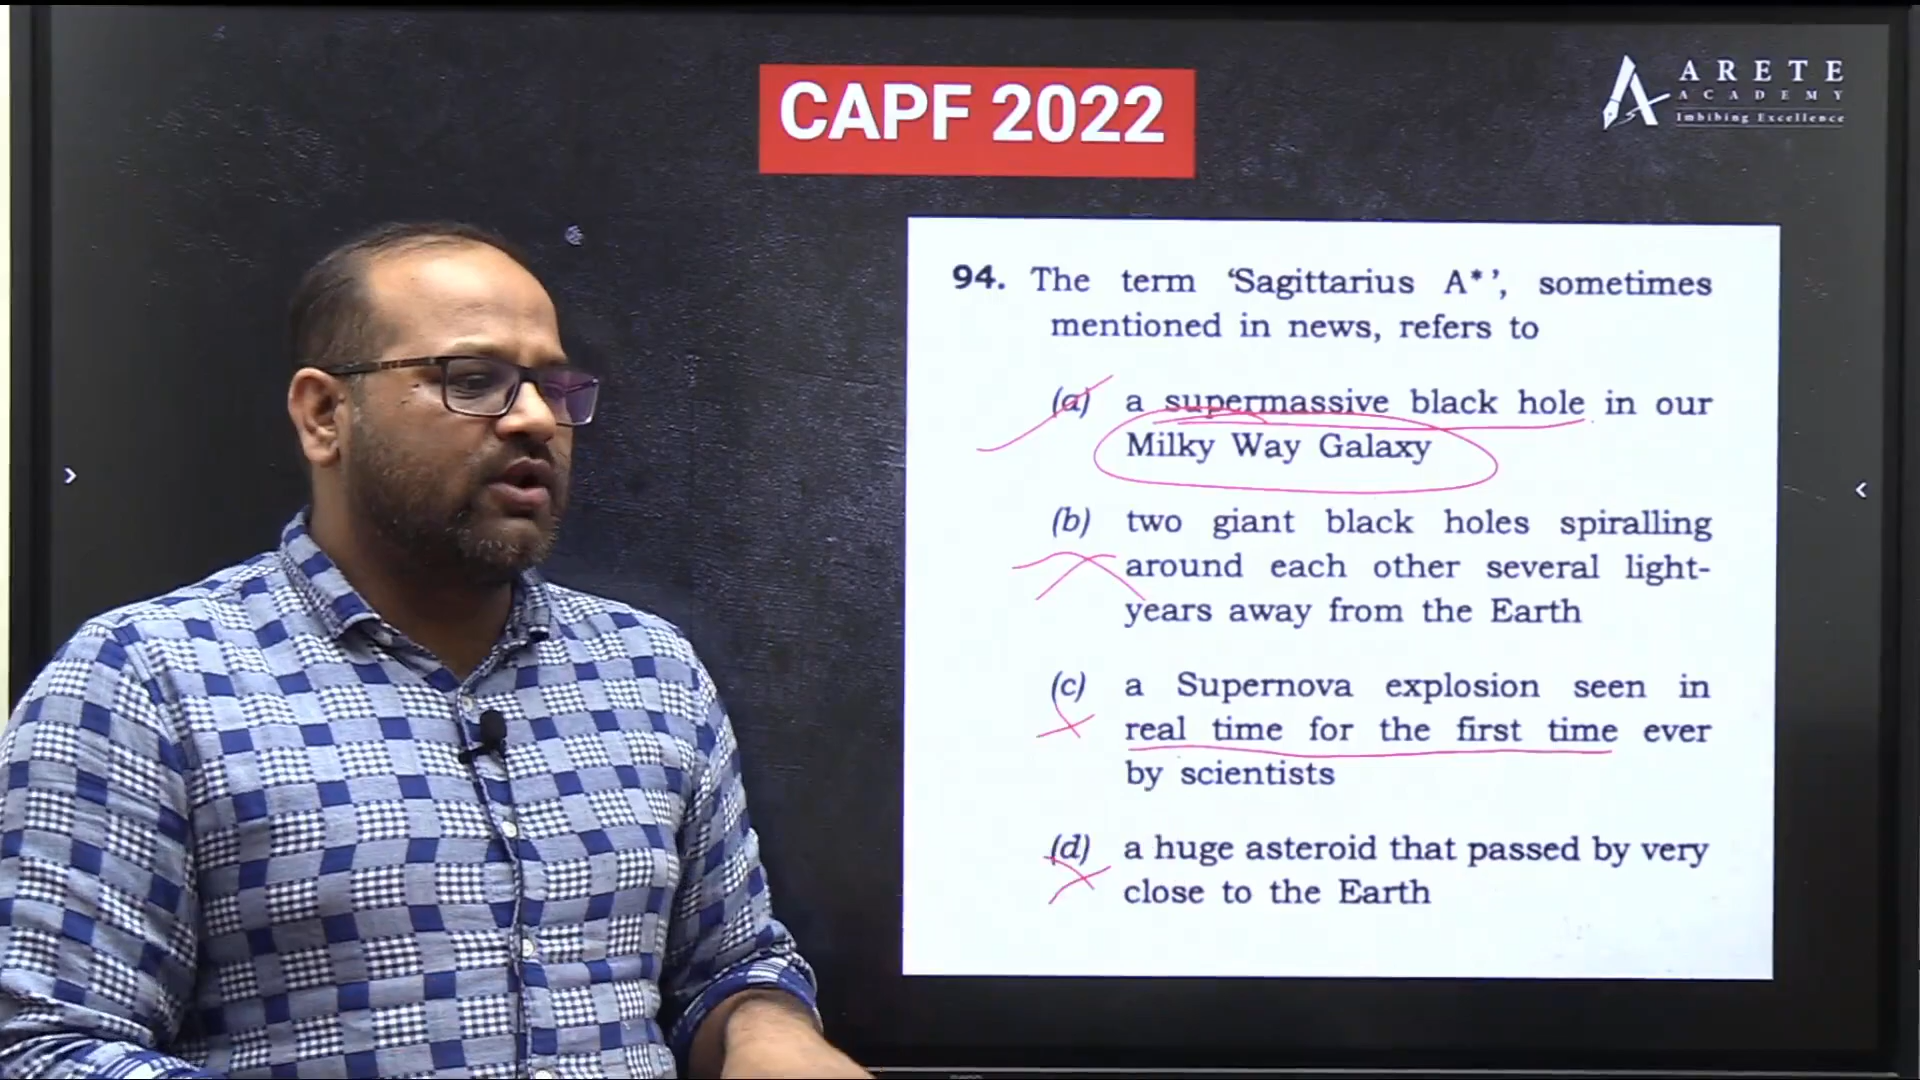 CAPF 2022
ARETE
ACADEMY
Imbibing Excellence
94. The term ‘Sagittarius A*’, sometimes
mentioned in news, refers to
(a) a supermassive black hole in our
Milky Way Galaxy
(b) two giant black holes spiralling
around each other several light-
years away from the Earth
(c) a Supernova explosion seen in
real time for the first time ever
by scientists
(d) a huge asteroid that passed by very
close to the Earth